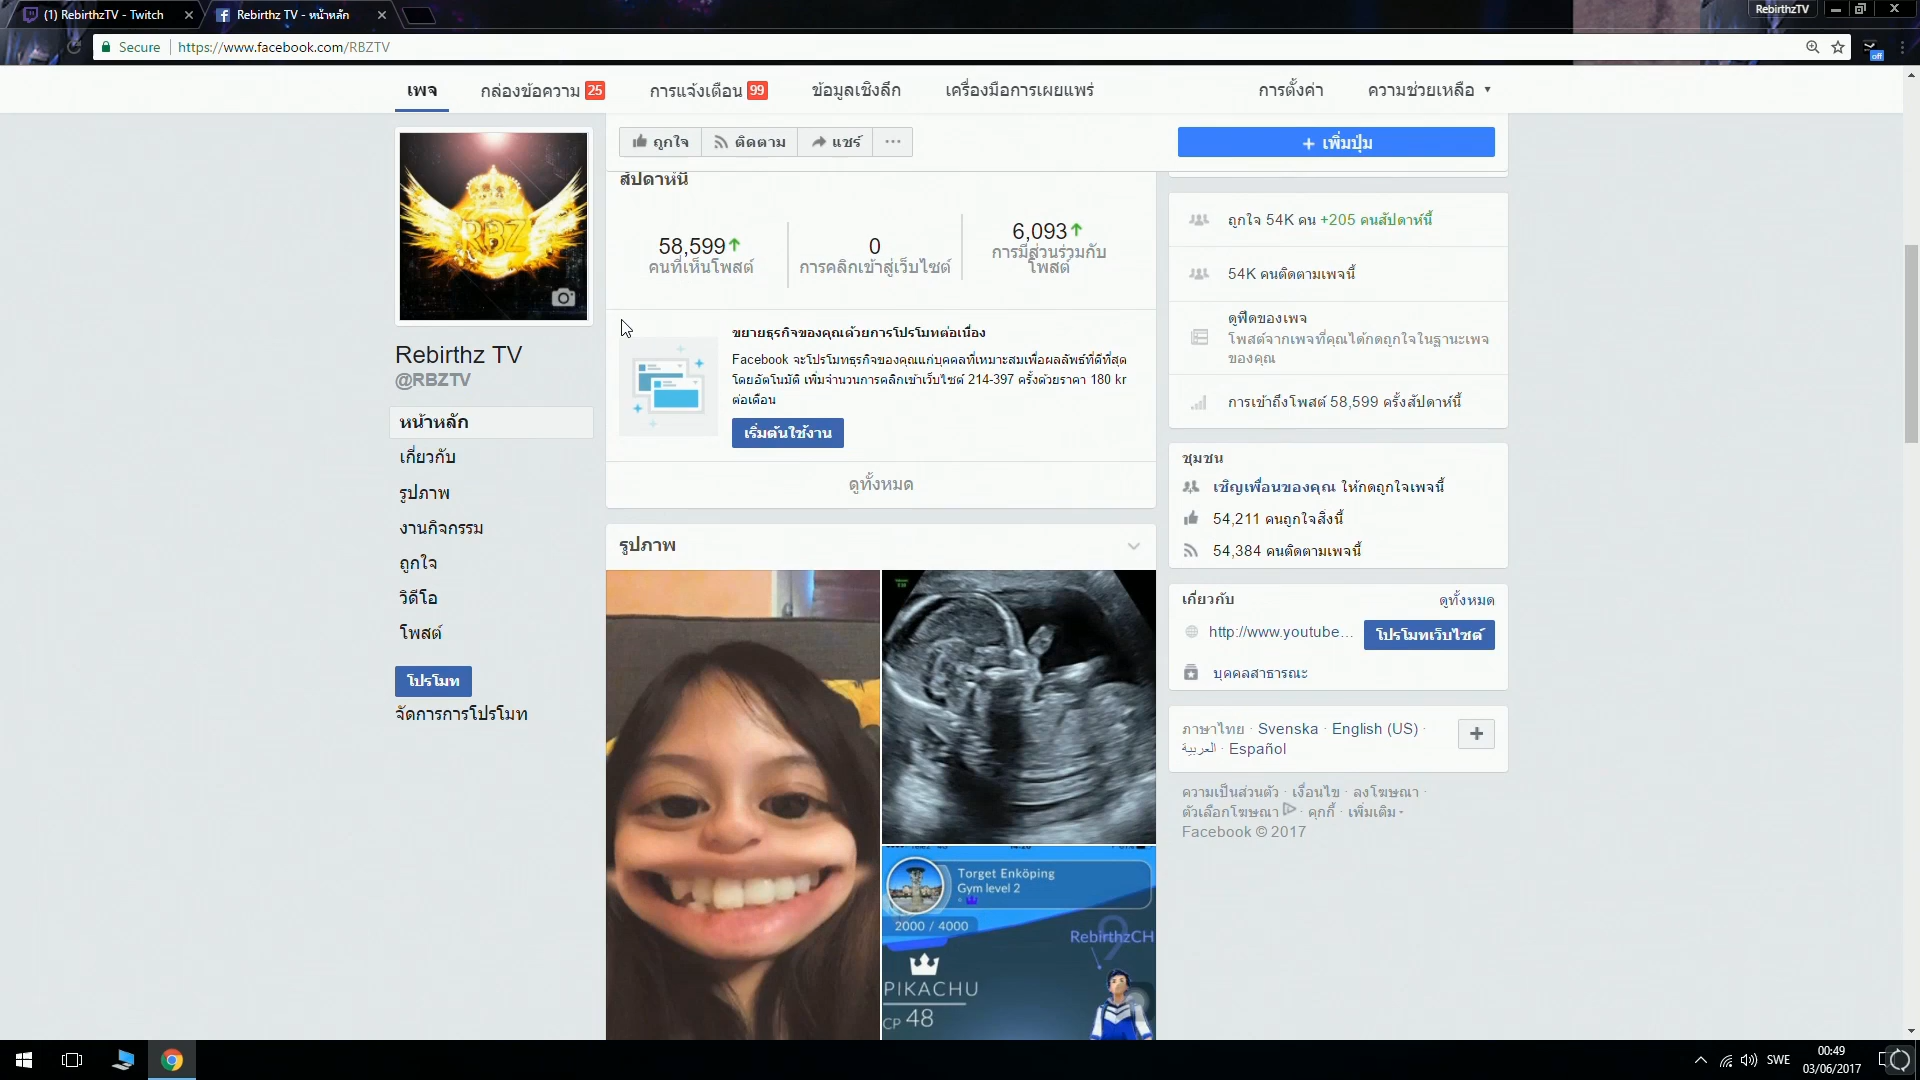 (1) RebirthzTV - Twitch
Rebirthz TV - หน้าหลัก
RebirthzTV
Secure
https://www.facebook.com/RBZTV
off
เพจ
กล่องข้อความ 25
การแจ้งเตือน 99
ข้อมูลเชิงลึก
เครื่องมือการเผยแพร่
การตั้งค่า
ความช่วยเหลือ
RBZ
Rebirthz TV
@RBZTV
หน้าหลัก
เกี่ยวกับ
รูปภาพ
งานกิจกรรม
ถูกใจ
วิดีโอ
โพสต์
โปรโมท
จัดการการโปรโมท
ถูกใจ
ติดตาม
แชร์
+ เพิ่มปุ่ม
สัปดาห์นี้
58,599
คนที่เห็นโพสต์
0
การคลิกเข้าสู่เว็บไซต์
6,093
การมีส่วนร่วมกับ
โพสต์
ขยายธุรกิจของคุณด้วยการโปรโมทต่อเนื่อง
Facebook จะโปรโมทธุรกิจของคุณแก่บุคคลที่เหมาะสมเพื่อผลลัพธ์ที่ดีที่สุด
โดยอัตโนมัติ เพิ่มจำนวนการคลิกเข้าเว็บไซต์ 214-397 ครั้งด้วยราคา 180 kr
ต่อเดือน
เริ่มต้นใช้งาน
ดูทั้งหมด
รูปภาพ
Torget Enköping
Gym level 2
2000 / 4000
9
RebirthzCH
PIKACHU
CP 48
ถูกใจ 54K คน +205 คนสัปดาห์นี้
54K คนติดตามเพจนี้
ดูฟีดของเพจ
โพสต์จากเพจที่คุณได้กดถูกใจในฐานะเพจ
ของคุณ
การเข้าถึงโพสต์ 58,599 ครั้งสัปดาห์นี้
ชุมชน
เชิญเพื่อนของคุณ ให้กดถูกใจเพจนี้
54,211 คนถูกใจสิ่งนี้
54,384 คนติดตามเพจนี้
เกี่ยวกับ
ดูทั้งหมด
http://www.youtube...
โปรโมทเว็บไซต์
บุคคลสาธารณะ
ภาษาไทย · Svenska · English (US) ·
العربية · Español
+
ความเป็นส่วนตัว · เงื่อนไข · ลงโฆษณา ·
ตัวเลือกโฆษณา · คุกกี้ · เพิ่มเติม
Facebook © 2017
SWE
00:49
03/06/2017